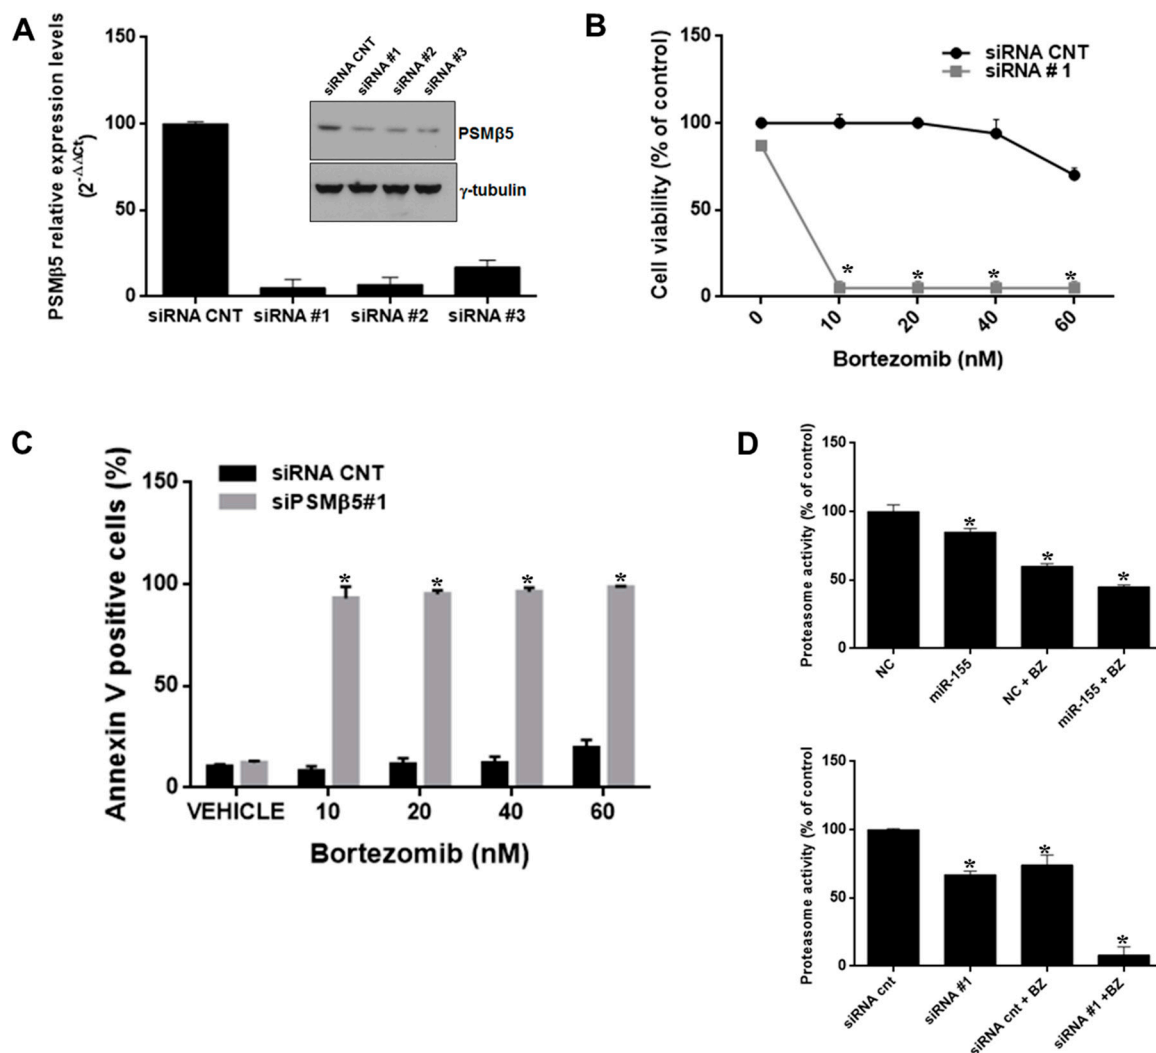 A
PSMβ5 relative expression levels
(2^-ΔΔCt)
150
100
50
0
siRNA CNT
siRNA #1
siRNA #2
siRNA #3
siRNA CNT
siRNA #1
siRNA #2
siRNA #3
PSMβ5
γ-tubulin
B
Cell viability (% of control)
150
100
50
0
siRNA CNT
siRNA # 1
* * * *
0 10 20 40 60
Bortezomib (nM)
C
Annexin V positive cells (%)
150
100
50
0
siRNA CNT
siPSMβ5#1
* * * *
VEHICLE 10 20 40 60
Bortezomib (nM)
D
Proteasome activity (% of control)
150
100
50
0
* * *
NC
miR-155
NC + BZ
miR-155 + BZ
Proteasome activity (% of control
150
100
50
0
* * *
siRNA cnt
siRNA #1
siRNA cnt + BZ
siRNA #1 +BZ